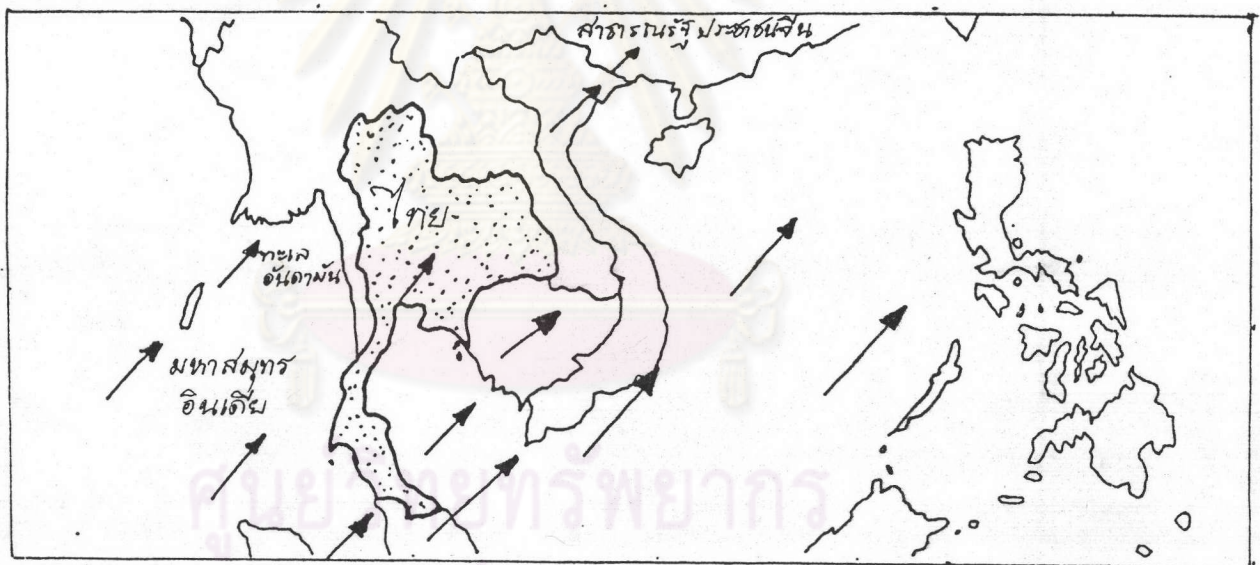 สาธารณรัฐประชาชนจีน
ไทย
ทะเล
อันดามัน
มหาสมุทร
อินเดีย
ศูนย์วิทยทรัพยากร